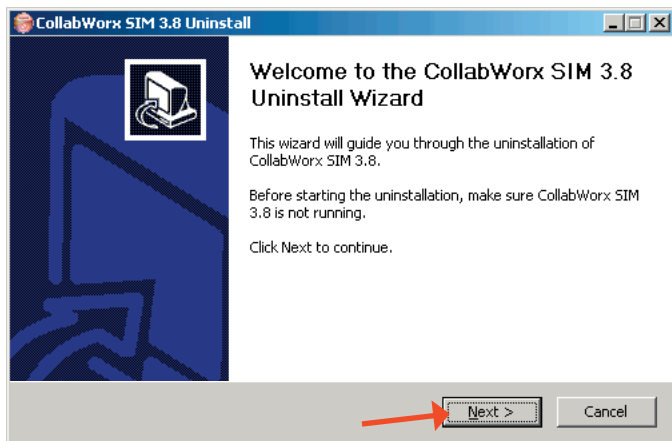 CollabWorx SIM 3.8 Uninstall
Welcome to the CollabWorx SIM 3.8
Uninstall Wizard
This wizard will guide you through the uninstallation of
CollabWorx SIM 3.8.
Before starting the uninstallation, make sure CollabWorx SIM
3.8 is not running.
Click Next to continue.
Next >
Cancel